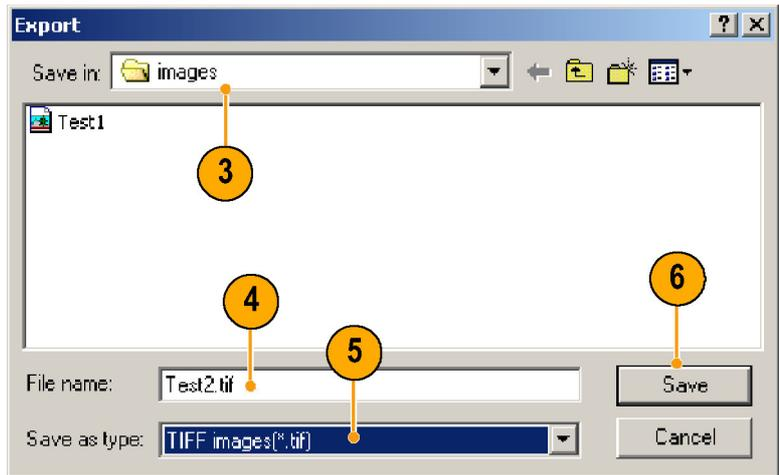 Export
Save in: images
Test1
3
4
5
6
File name: Test2.tif
Save
Save as type: TIFF images(*.tif)
Cancel